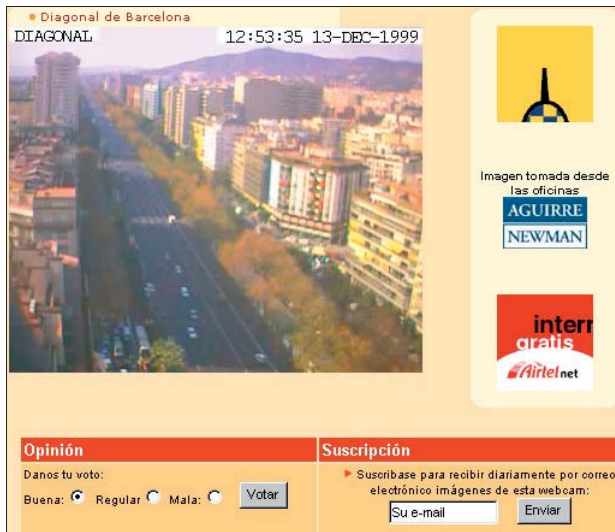 Diagonal de Barcelona
DIAGONAL 12:53:35 13-DEC-1999
Imagen tomada desde
las oficinas
AGUIRRE
NEWMAN
interr
gratis
Airtel net
Opinión
Danos tu voto:
Buena: Regular Mala: Votar
Suscripción
Suscribase para recibir diariamente por correo
electrónico imágenes de esta webcam:
Su e-mail Enviar